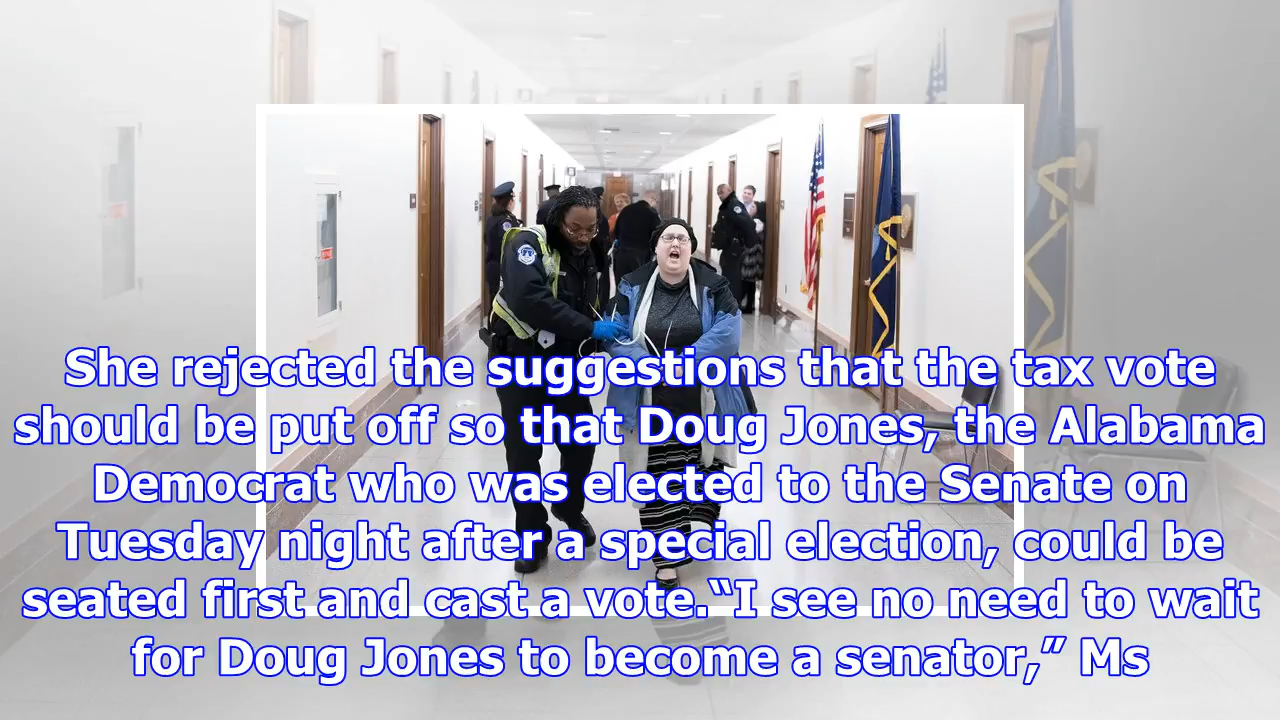 She rejected the suggestions that the tax vote
should be put off so that Doug Jones, the Alabama
Democrat who was elected to the Senate on
Tuesday night after a special election, could be
seated first and cast a vote.“I see no need to wait
for Doug Jones to become a senator,” Ms